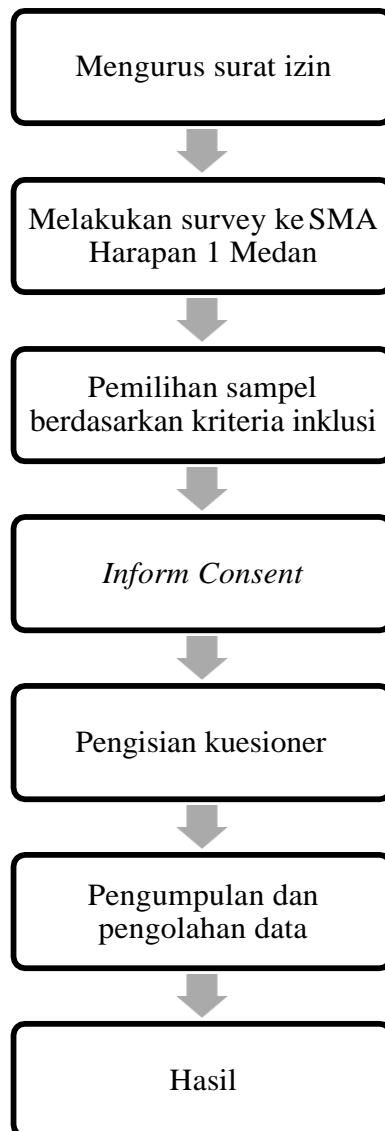 Mengurus surat izin
Melakukan survey ke SMA
Harapan 1 Medan
Pemilihan sampel
berdasarkan kriteria inklusi
Inform Consent
Pengisian kuesioner
Pengumpulan dan
pengolahan data
Hasil